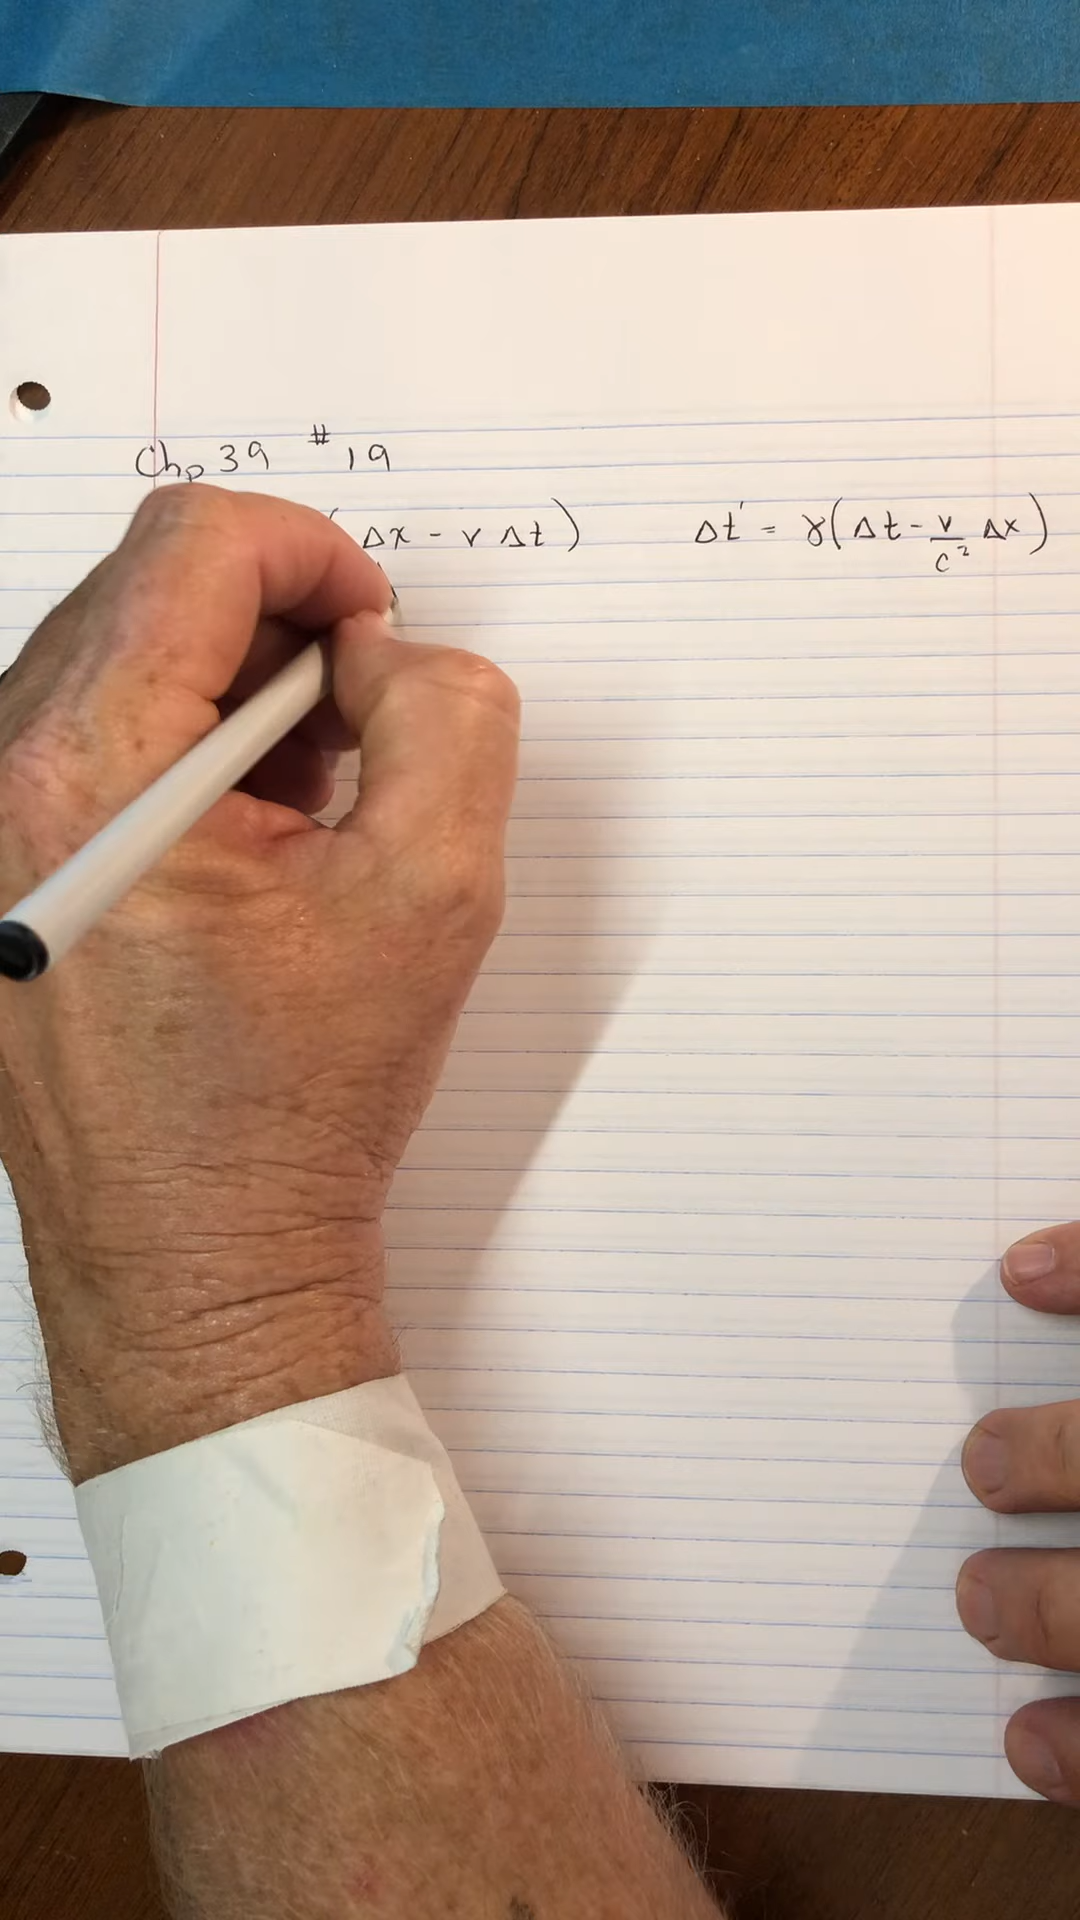 Chp 39 # 19
( Δx - v Δt )    Δt' = γ( Δt - v/c² Δx )